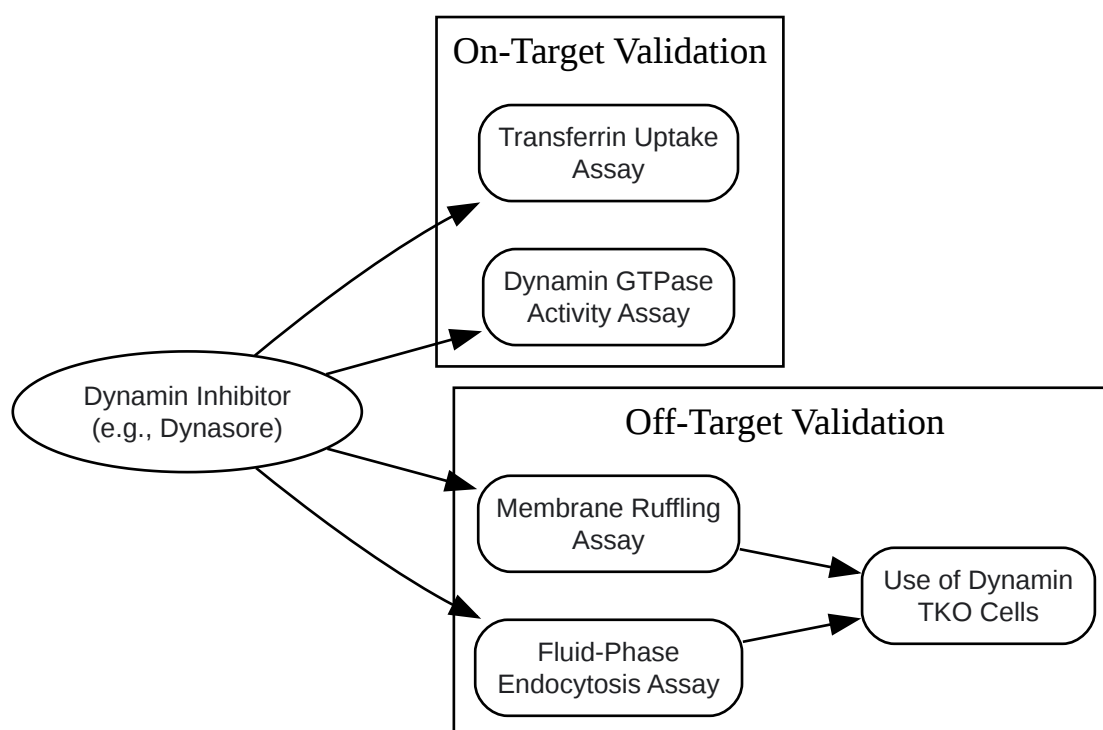 On-Target Validation
Transferrin Uptake
Assay
Dynamin GTPase
Activity Assay
Dynamin Inhibitor
(e.g., Dynasore)
Off-Target Validation
Membrane Ruffling
Assay
Fluid-Phase
Endocytosis Assay
Use of Dynamin
TKO Cells